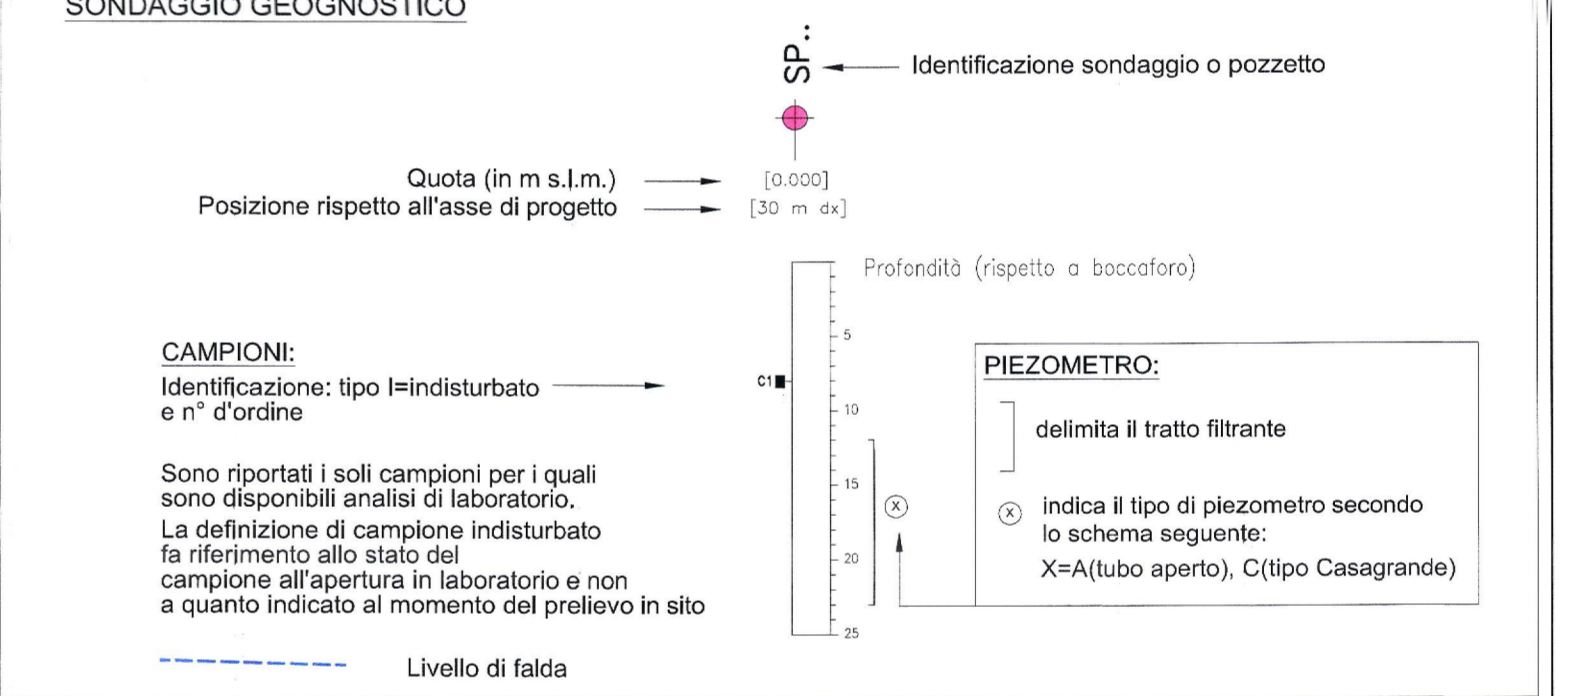 SONDAGGIO GEOGNOSTICO
SP..
Identificazione sondaggio o pozzetto
Quota (in m s.l.m.)
[0.000]
Posizione rispetto all'asse di progetto
[30 m dx]
Profondità (rispetto a boccaforo)
5
CAMPIONI:
Identificazione: tipo I=indisturbato
e n° d'ordine
C1
10
15
20
25
Sono riportati i soli campioni per i quali
sono disponibili analisi di laboratorio.
La definizione di campione indisturbato
fa riferimento allo stato del
campione all'apertura in laboratorio e non
a quanto indicato al momento del prelievo in sito
X
PIEZOMETRO:
delimita il tratto filtrante
X
indica il tipo di piezometro secondo
lo schema seguente:
X=A(tubo aperto), C(tipo Casagrande)
Livello di falda